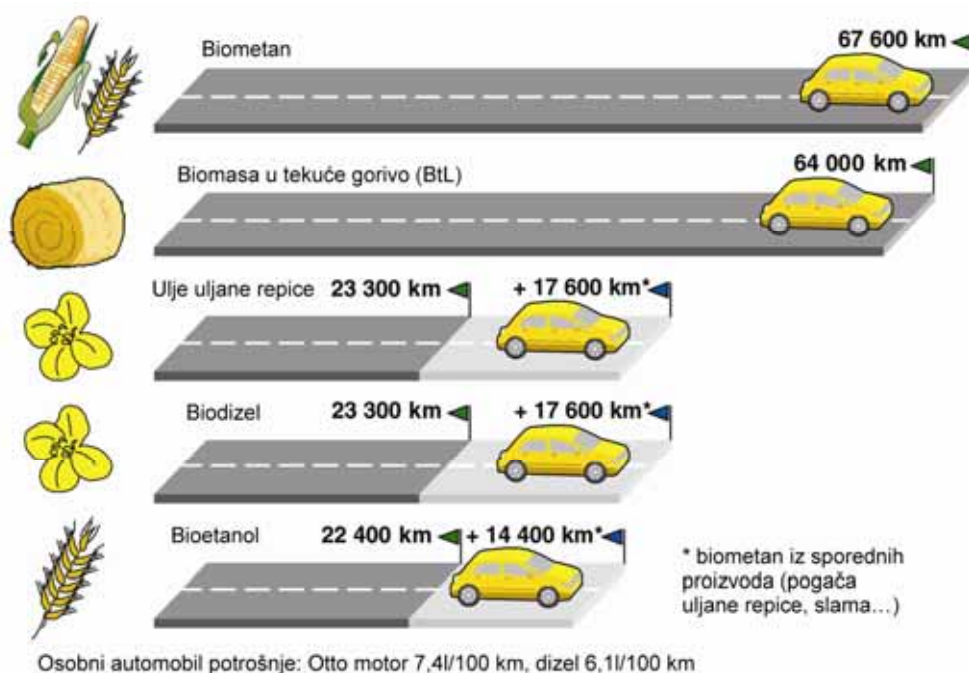 Biometan 67 600 km
Biomasa u tekuće gorivo (BtL) 64 000 km
Ulje uljane repice 23 300 km + 17 600 km*
Biodizel 23 300 km + 17 600 km*
Bioetanol 22 400 km + 14 400 km*
* biometan iz sporednih
proizvoda (pogača
uljane repice, slama...)
Osobni automobil potrošnje: Otto motor 7,4l/100 km, dizel 6,1l/100 km